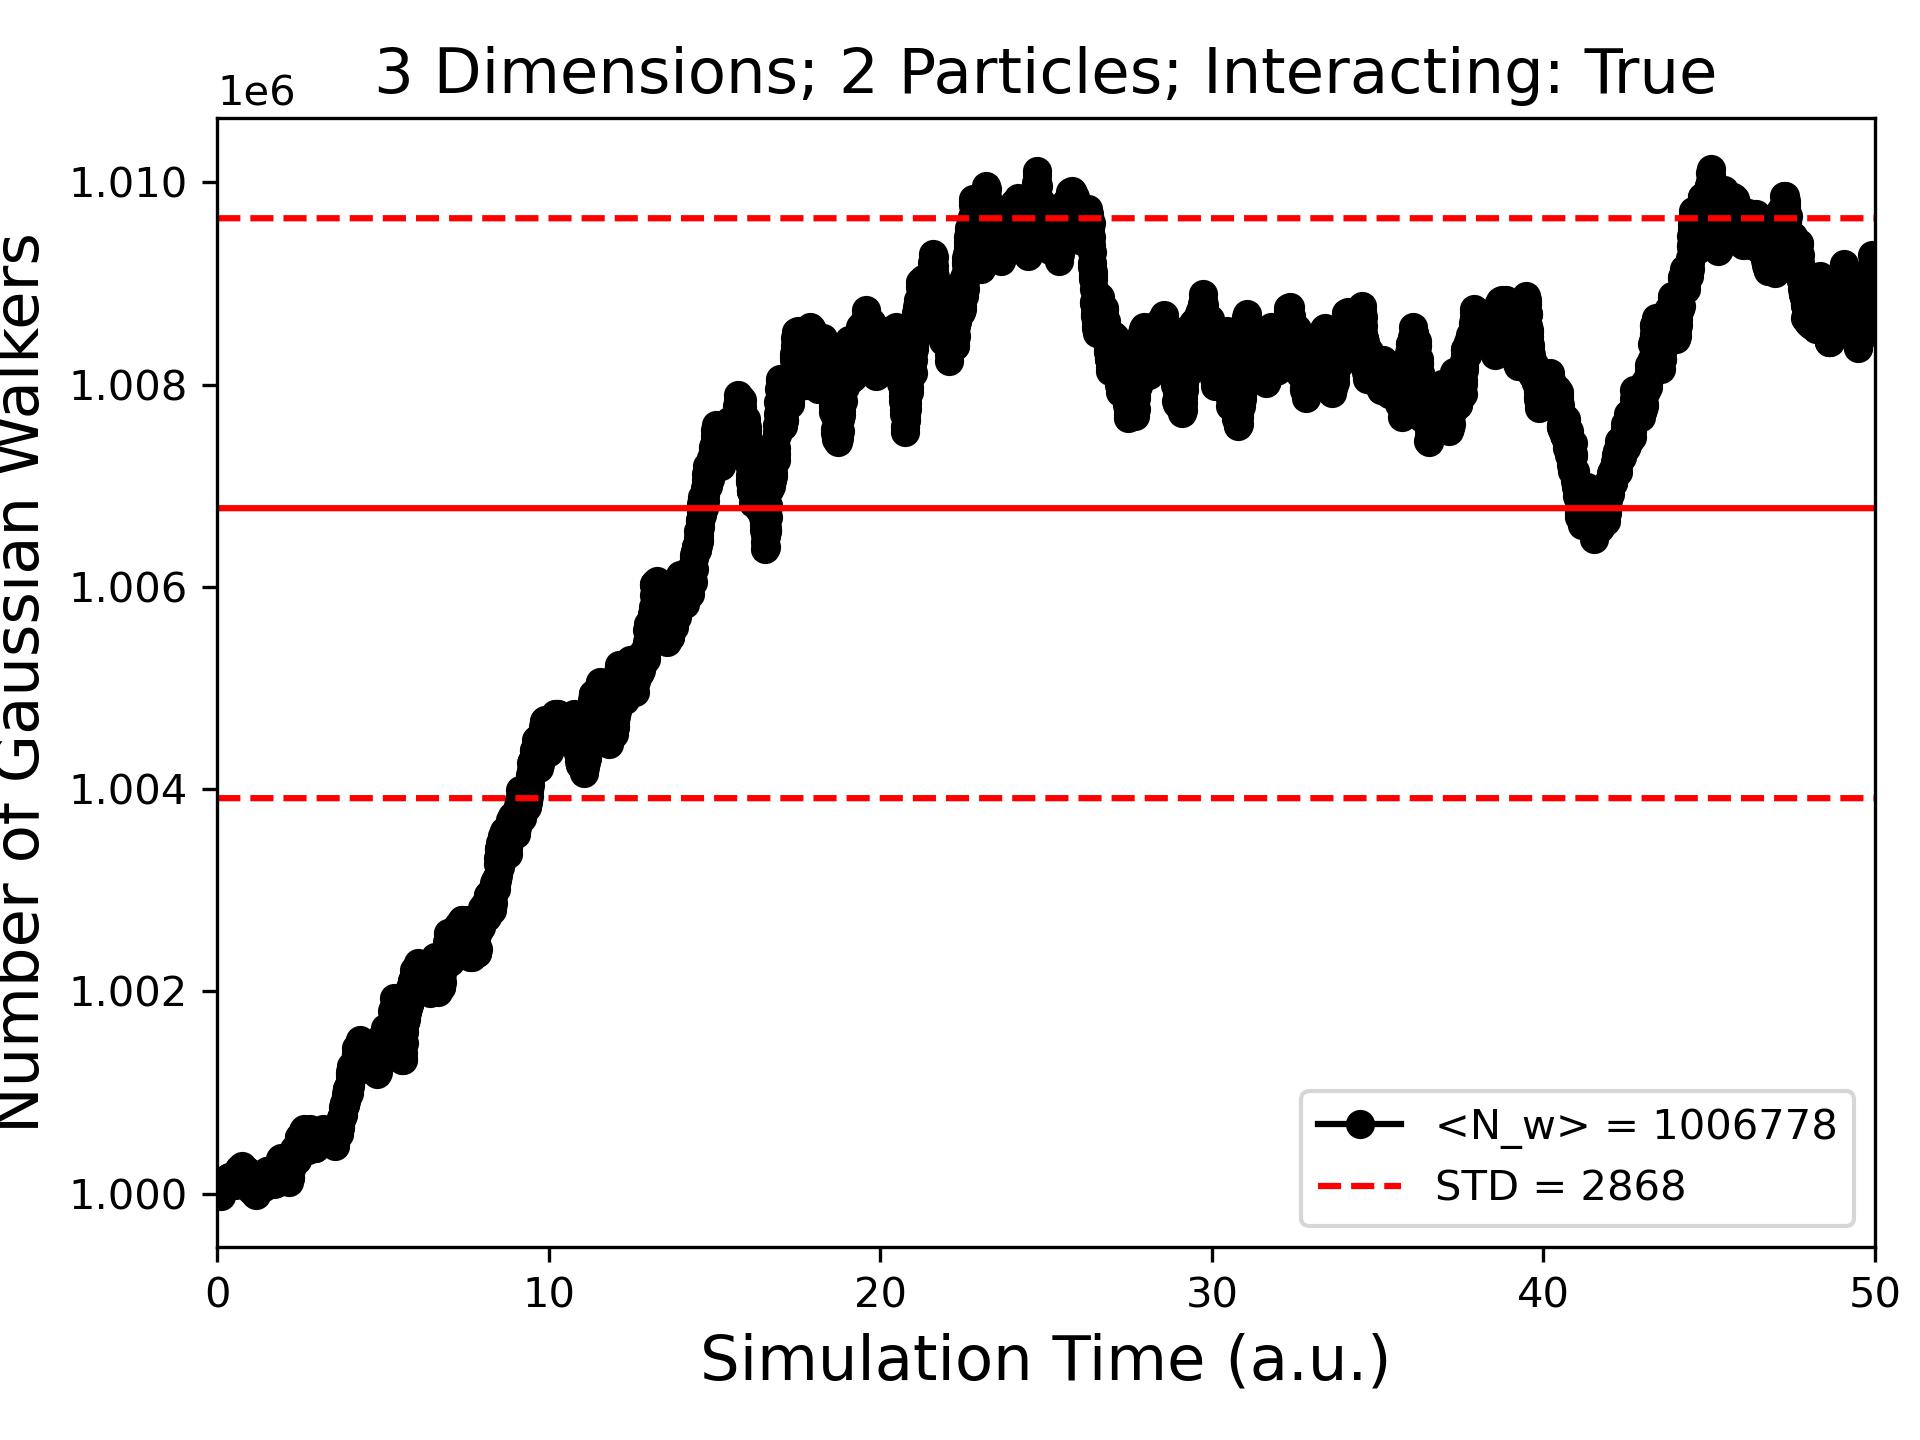 3 Dimensions; 2 Particles; Interacting: True
1e6
1.010
1.008
1.006
1.004
1.002
1.000
Number of Gaussian Walkers
<N_w> = 1006778
STD = 2868
0 10 20 30 40 50
Simulation Time (a.u.)